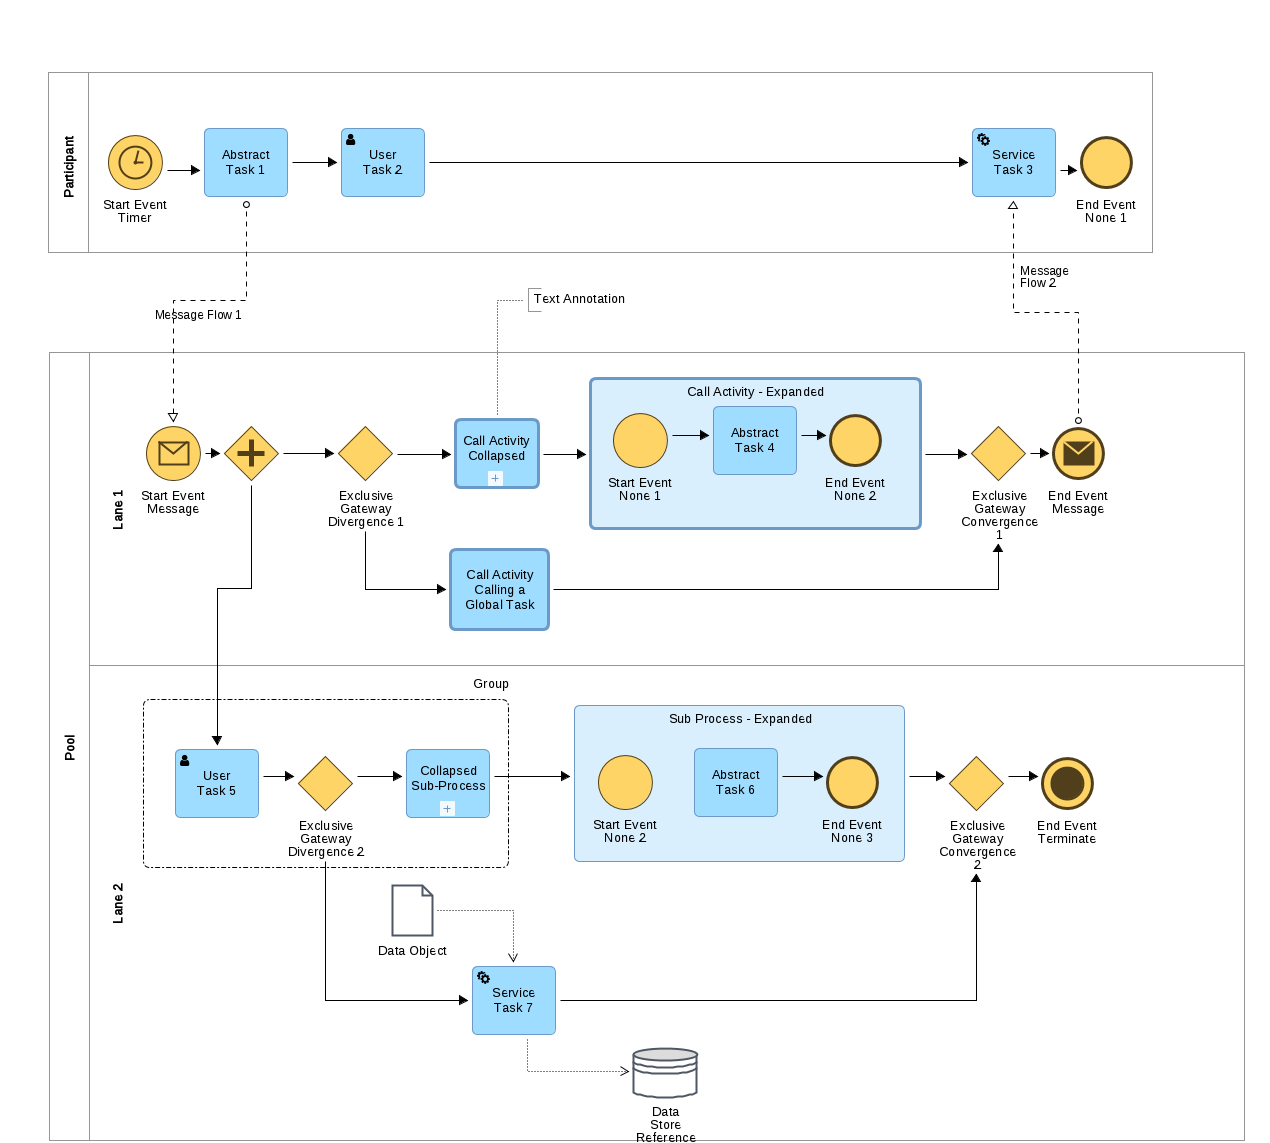 Participant
Start Event
Timer
Abstract
Task 1
User
Task 2
Service
Task 3
End Event
None 1
Message Flow 1
Text Annotation
Message
Flow 2
Pool
Lane 1
Start Event
Message
Exclusive
Gateway
Divergence 1
Call Activity
Collapsed
Call Activity - Expanded
Start Event
None 1
Abstract
Task 4
End Event
None 2
Exclusive
Gateway
Convergence
1
End Event
Message
Call Activity
Calling a
Global Task
Lane 2
Group
User
Task 5
Exclusive
Gateway
Divergence 2
Collapsed
Sub-Process
Sub Process - Expanded
Start Event
None 2
Abstract
Task 6
End Event
None 3
Exclusive
Gateway
Convergence
2
End Event
Terminate
Data Object
Service
Task 7
Data
Store
Reference